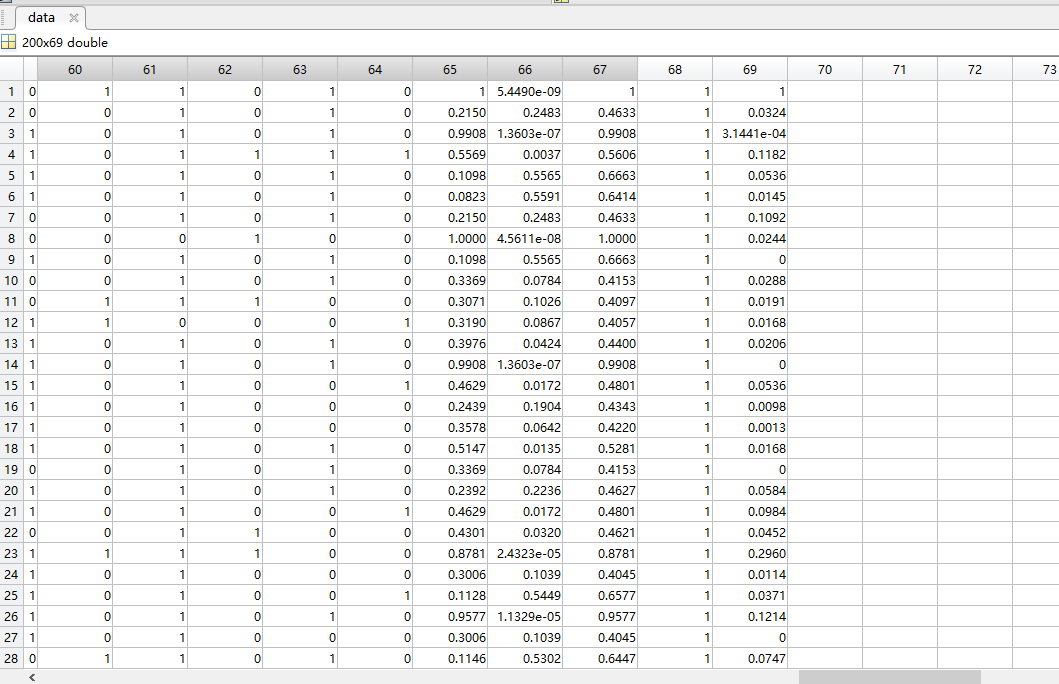 data
200x69 double
60 61 62 63 64 65 66 67 68 69 70 71 72 73
1 0 1 1 0 1 0 1 5.4490e-09 1 1 1
2 0 0 1 0 1 0 0.2150 0.2483 0.4633 1 0.0324
3 1 0 1 0 1 0 0.9908 1.3603e-07 0.9908 1 3.1441e-04
4 1 0 1 1 1 1 0.5569 0.0037 0.5606 1 0.1182
5 1 0 1 0 1 0 0.1098 0.5565 0.6663 1 0.0536
6 1 0 1 0 1 0 0.0823 0.5591 0.6414 1 0.0145
7 0 0 1 0 1 0 0.2150 0.2483 0.4633 1 0.1092
8 0 0 0 1 0 0 1.0000 4.5611e-08 1.0000 1 0.0244
9 1 0 1 0 1 0 0.1098 0.5565 0.6663 1 0
10 0 0 1 0 1 0 0.3369 0.0784 0.4153 1 0.0288
11 0 1 1 1 0 0 0.3071 0.1026 0.4097 1 0.0191
12 1 1 0 0 0 1 0.3190 0.0867 0.4057 1 0.0168
13 1 0 1 0 1 0 0.3976 0.0424 0.4400 1 0.0206
14 1 0 1 0 1 0 0.9908 1.3603e-07 0.9908 1 0
15 1 0 1 0 0 1 0.4629 0.0172 0.4801 1 0.0536
16 1 0 1 0 0 0 0.2439 0.1904 0.4343 1 0.0098
17 1 0 1 0 0 0 0.3578 0.0642 0.4220 1 0.0013
18 1 0 1 0 1 0 0.5147 0.0135 0.5281 1 0.0168
19 0 0 1 0 1 0 0.3369 0.0784 0.4153 1 0
20 1 0 1 0 1 0 0.2392 0.2236 0.4627 1 0.0584
21 1 0 1 0 0 1 0.4629 0.0172 0.4801 1 0.0984
22 0 0 1 1 0 0 0.4301 0.0320 0.4621 1 0.0452
23 1 1 1 1 0 0 0.8781 2.4323e-05 0.8781 1 0.2960
24 1 0 1 0 0 0 0.3006 0.1039 0.4045 1 0.0114
25 1 0 1 0 0 1 0.1128 0.5449 0.6577 1 0.0371
26 1 0 1 0 1 0 0.9577 1.1329e-05 0.9577 1 0.1214
27 1 0 1 0 0 0 0.3006 0.1039 0.4045 1 0
28 0 1 1 0 1 0 0.1146 0.5302 0.6447 1 0.0747